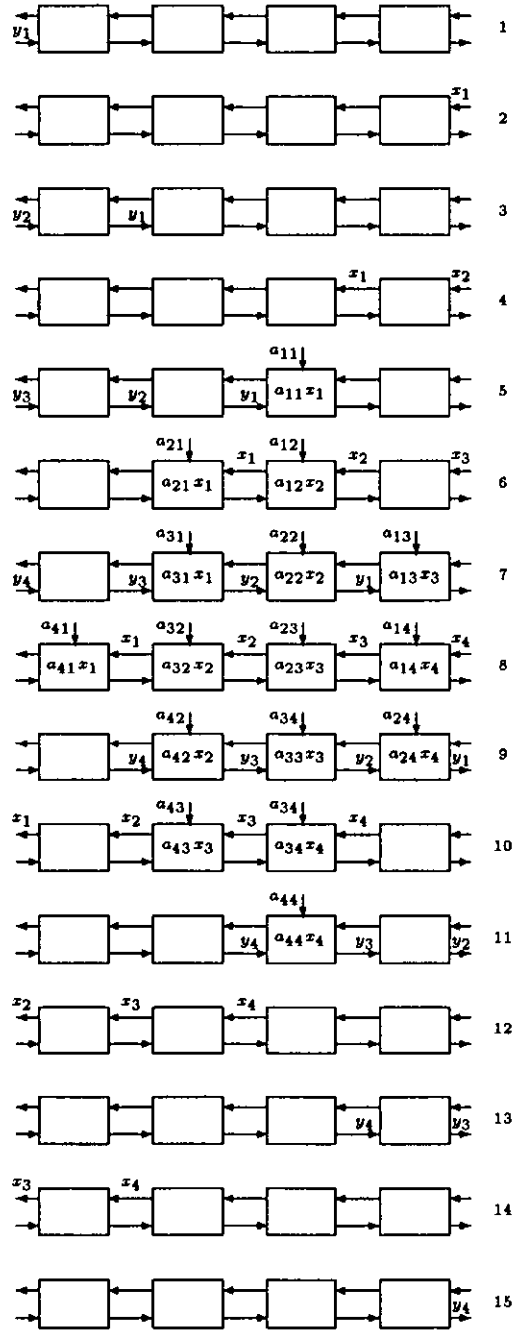 y₁ 1
x₁
2
y₂ y₁ 3
x₁ x₂
4
a₁₁
y₃ y₂ y₁ a₁₁x₁ 5
a₂₁ a₁₂
x₁ x₂ x₃
a₂₁x₁ a₁₂x₂ 6
a₃₁ a₂₂ a₁₃
y₄ y₃ a₃₁x₁ y₂ a₂₂x₂ y₁ a₁₃x₃ 7
a₄₁ a₃₂ a₂₃ a₁₄
x₁ x₂ x₃ x₄
a₄₁x₁ a₃₂x₂ a₂₃x₃ a₁₄x₄ 8
a₄₂ a₃₄ a₂₄
y₄ a₄₂x₂ y₃ a₃₃x₃ y₂ a₂₄x₄ y₁ 9
a₄₃ a₃₄
x₁ x₂ x₃ x₄
a₄₃x₃ a₃₄x₄ 10
a₄₄
y₄ a₄₄x₄ y₃ y₂ 11
x₂ x₃ x₄
12
y₄ y₃ 13
x₃ x₄
14
y₄ 15